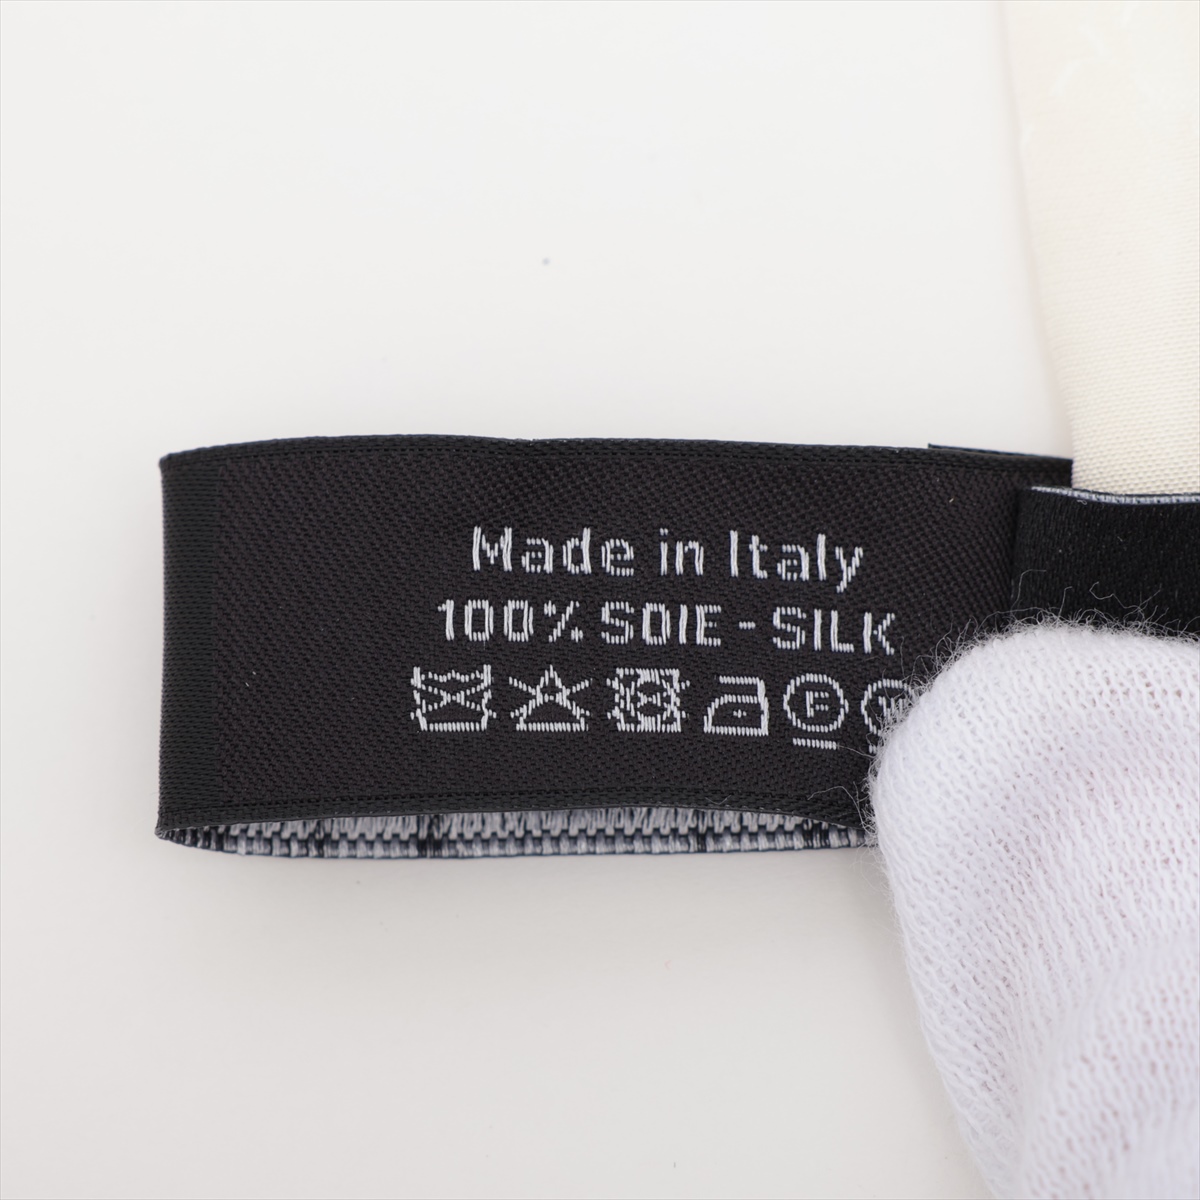 Made in Italy
100% SOIE - SILK
P